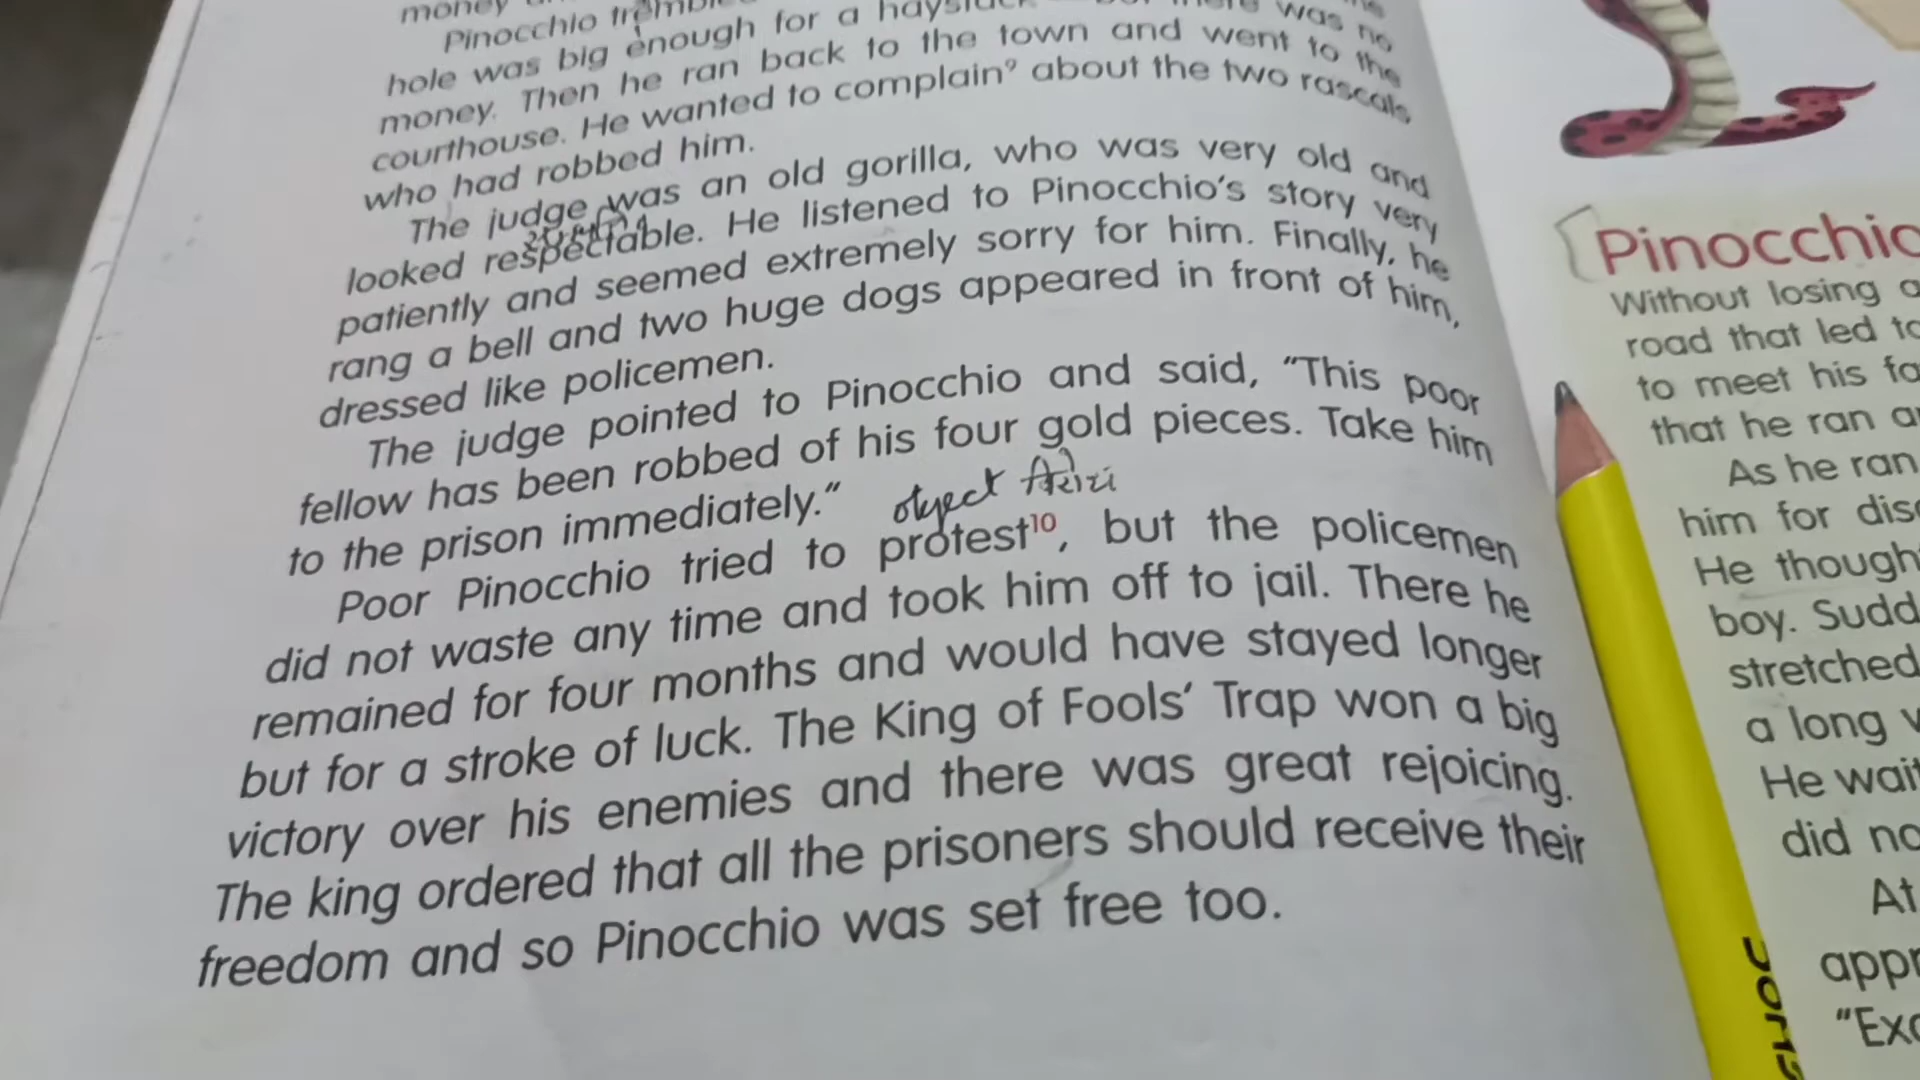 money
Pinocchio
hole was big enough for a haystack was no
money. Then he ran back to the town and went to the
courthouse. He wanted to complain⁹ about the two rascals
who had robbed him.
The judge was an old gorilla, who was very old and
looked respectable. He listened to Pinocchio's story very
patiently and seemed extremely sorry for him. Finally, he
rang a bell and two huge dogs appeared in front of him,
dressed like policemen.
The judge pointed to Pinocchio and said, "This poor
fellow has been robbed of his four gold pieces. Take him
to the prison immediately."
object
Poor Pinocchio tried to protest¹⁰, but the policemen
did not waste any time and took him off to jail. There he
remained for four months and would have stayed longer
but for a stroke of luck. The King of Fools' Trap won a big
victory over his enemies and there was great rejoicing.
The king ordered that all the prisoners should receive their
freedom and so Pinocchio was set free too.
Pinocchio
Without losing
road that led to
to meet his
that he ran
As he ran
him for
He
boy.
stretched
a long
He
did
At